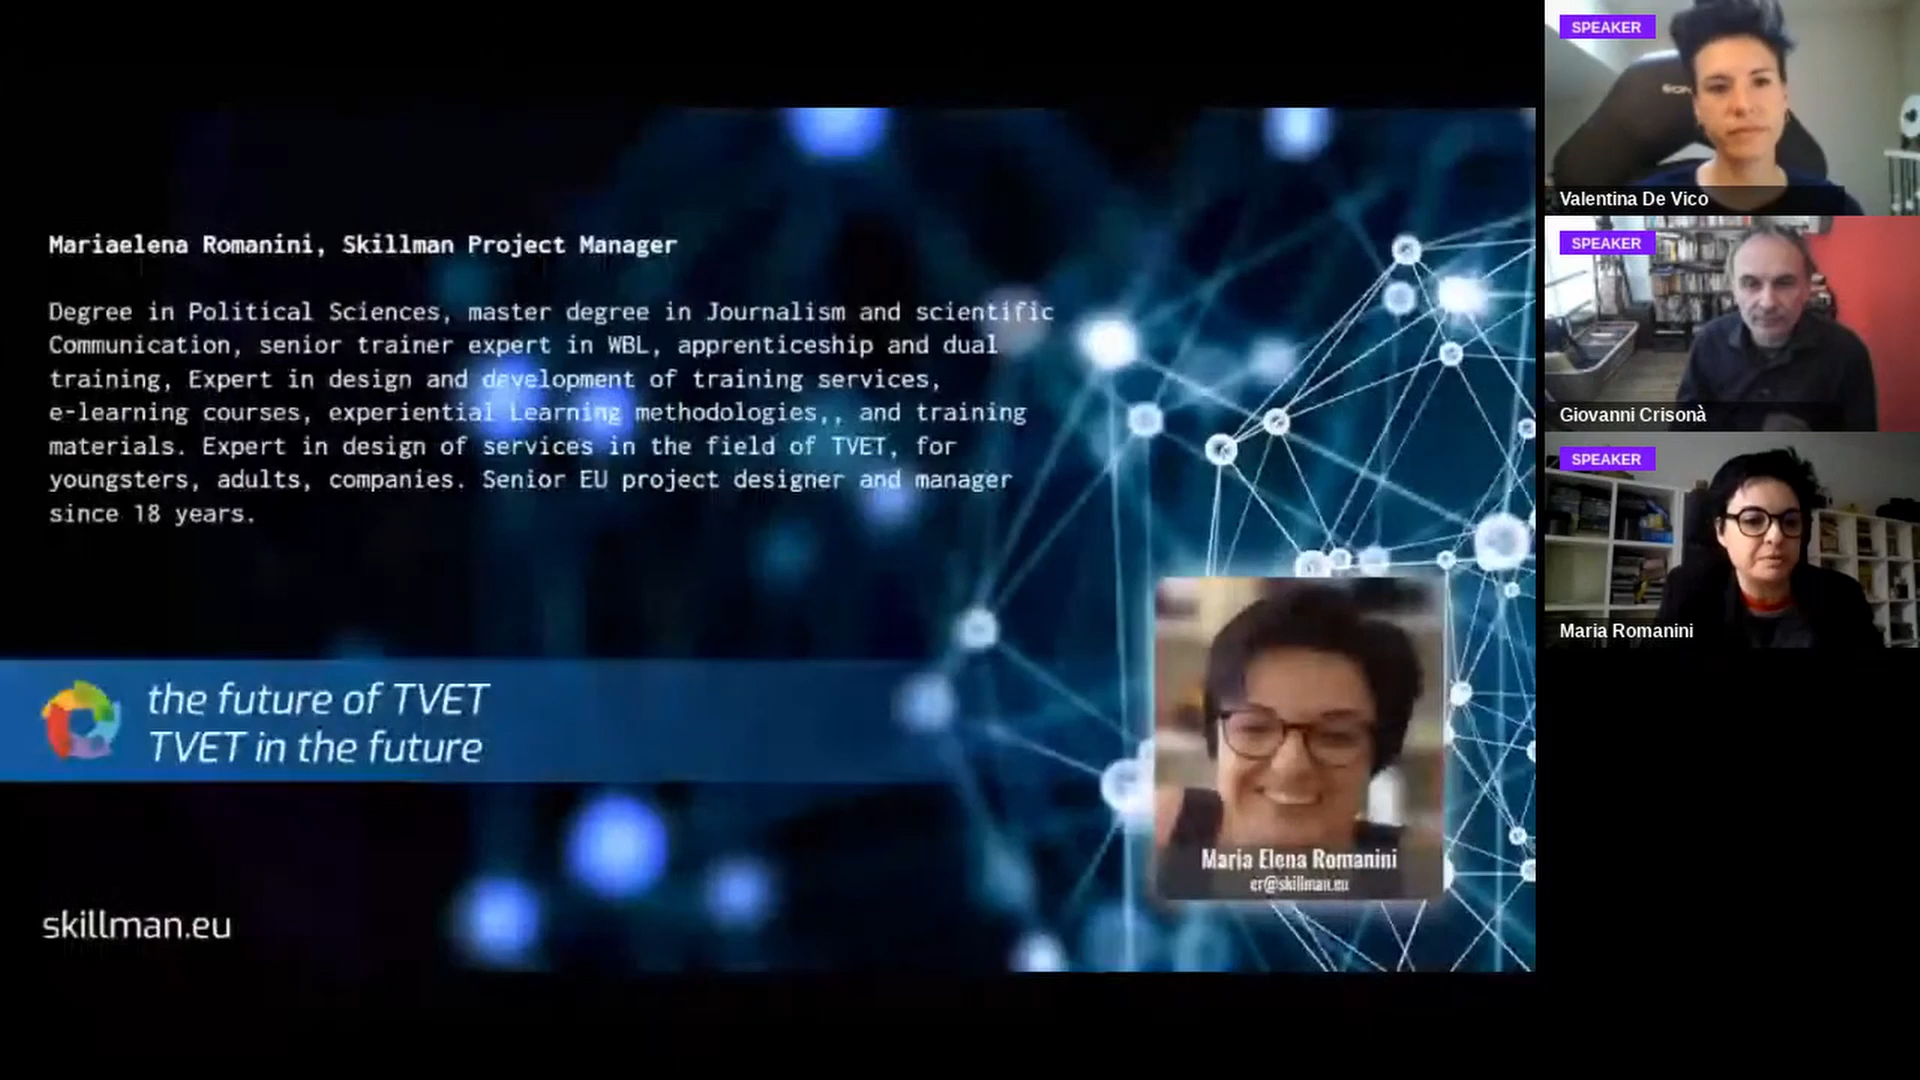 Mariaelena Romanini, Skillman Project Manager
Degree in Political Sciences, master degree in Journalism and scientific
Communication, senior trainer expert in WBL, apprenticeship and dual
training, Expert in design and development of training services,
e-learning courses, experiential Learning methodologies,, and training
materials. Expert in design of services in the field of TVET, for
youngsters, adults, companies. Senior EU project designer and manager
since 18 years.
the future of TVET
TVET in the future
skillman.eu
Maria Elena Romanini
er@skillman.eu
SPEAKER
Valentina De Vico
SPEAKER
Giovanni Crisonà
SPEAKER
Maria Romanini